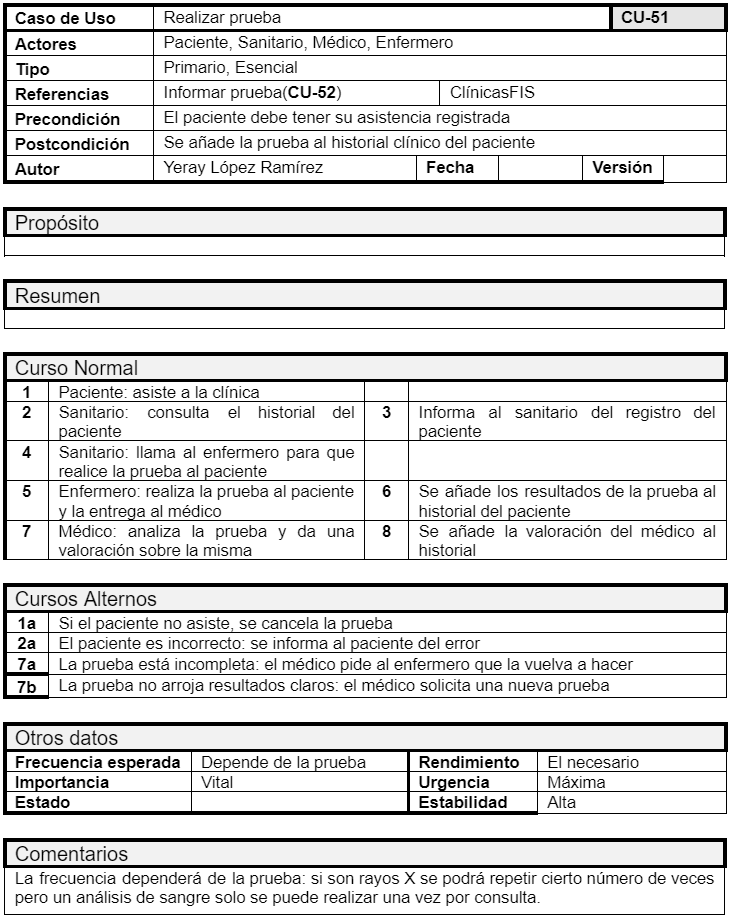 Caso de Uso Realizar prueba CU-51
Actores Paciente, Sanitario, Médico, Enfermero
Tipo Primario, Esencial
Referencias Informar prueba(CU-52) ClínicasFIS
Precondición El paciente debe tener su asistencia registrada
Postcondición Se añade la prueba al historial clínico del paciente
Autor Yeray López Ramírez Fecha Versión
Propósito
Resumen
Curso Normal
1 Paciente: asiste a la clínica
2 Sanitario: consulta el historial del
paciente
3 Informa al sanitario del registro del
paciente
4 Sanitario: llama al enfermero para que
realice la prueba al paciente
5 Enfermero: realiza la prueba al paciente
y la entrega al médico
6 Se añade los resultados de la prueba al
historial del paciente
7 Médico: analiza la prueba y da una
valoración sobre la misma
8 Se añade la valoración del médico al
historial
Cursos Alternos
1a Si el paciente no asiste, se cancela la prueba
2a El paciente es incorrecto: se informa al paciente del error
7a La prueba está incompleta: el médico pide al enfermero que la vuelva a hacer
7b La prueba no arroja resultados claros: el médico solicita una nueva prueba
Otros datos
Frecuencia esperada Depende de la prueba Rendimiento El necesario
Importancia Vital Urgencia Máxima
Estado Estabilidad Alta
Comentarios
La frecuencia dependerá de la prueba: si son rayos X se podrá repetir cierto número de veces
pero un análisis de sangre solo se puede realizar una vez por consulta.